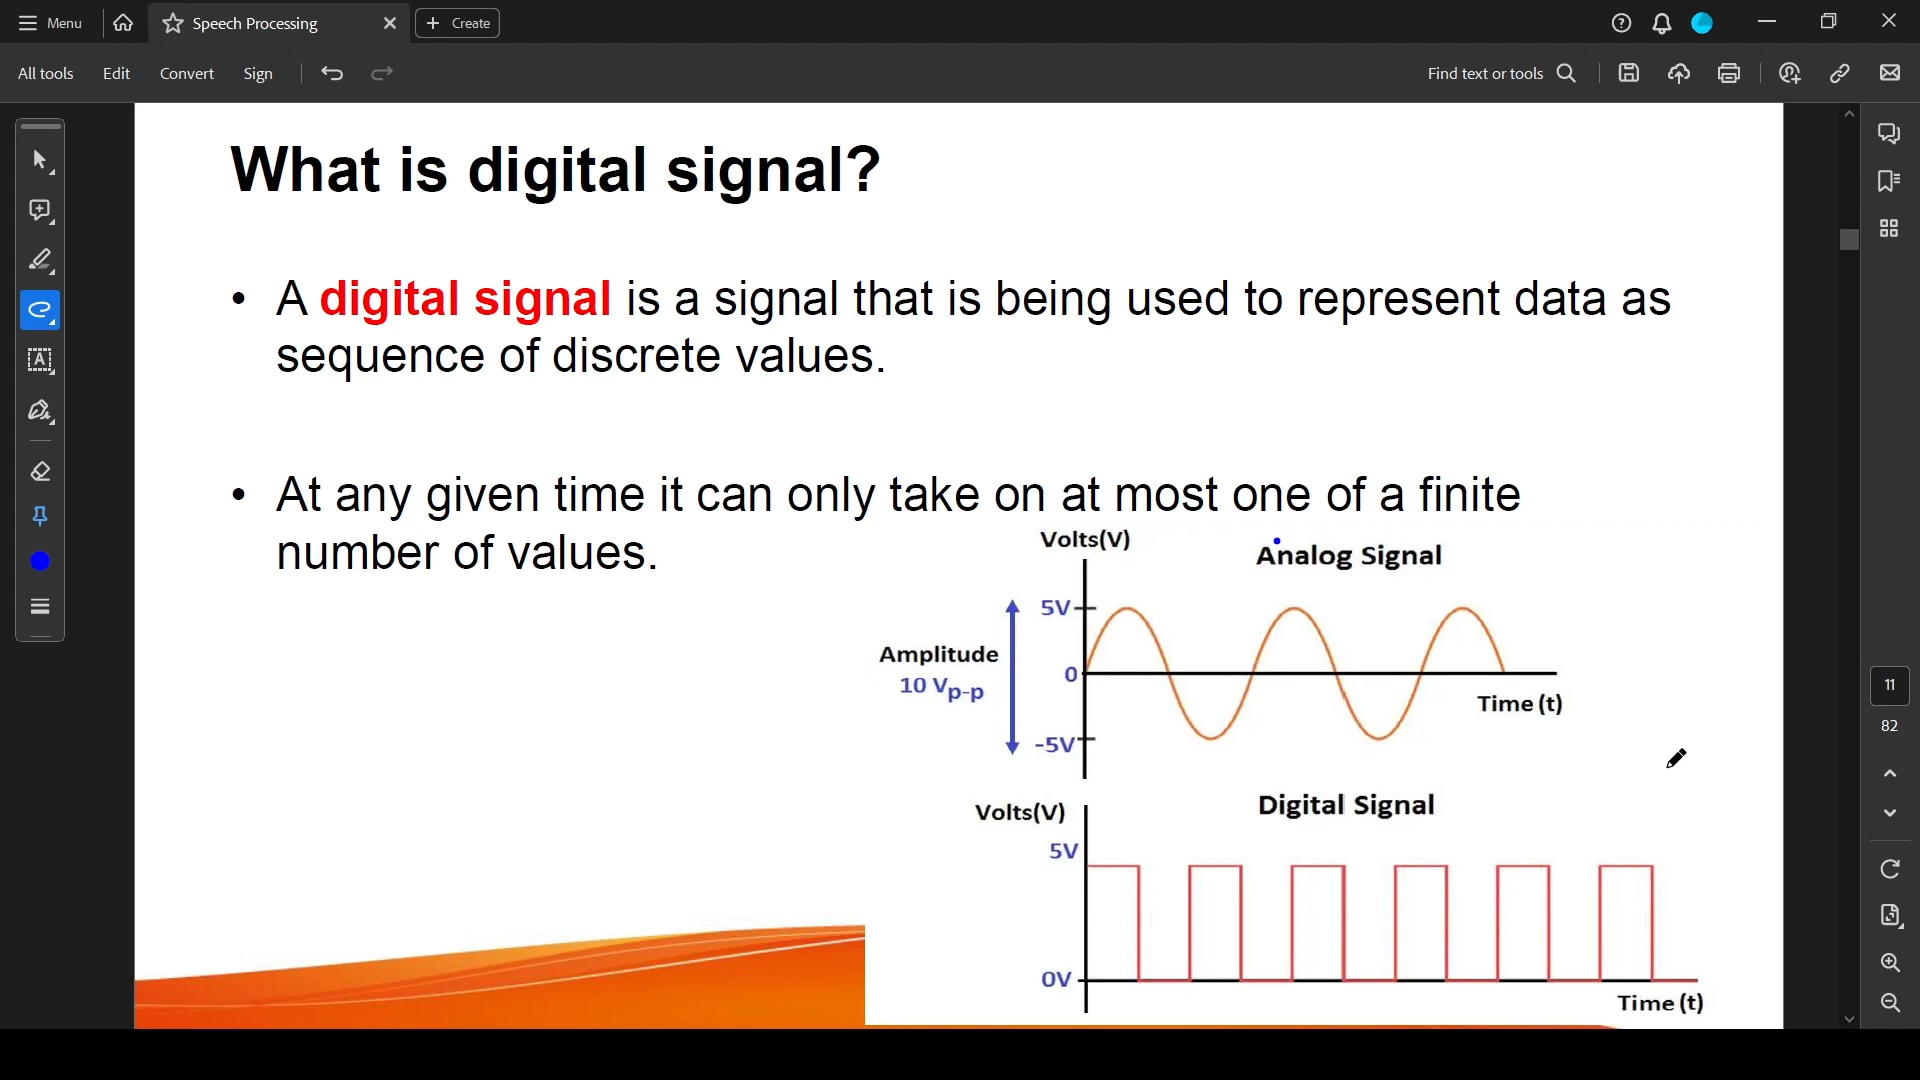 Menu
Speech Processing
Create
All tools
Edit
Convert
Sign
Find text or tools
What is digital signal?
• A digital signal is a signal that is being used to represent data as
sequence of discrete values.
• At any given time it can only take on at most one of a finite
number of values.
Volts(V)
Analog Signal
5V
Amplitude
10 Vp-p
0
-5V
Time (t)
Volts(V)
Digital Signal
5V
0V
Time (t)
11
82